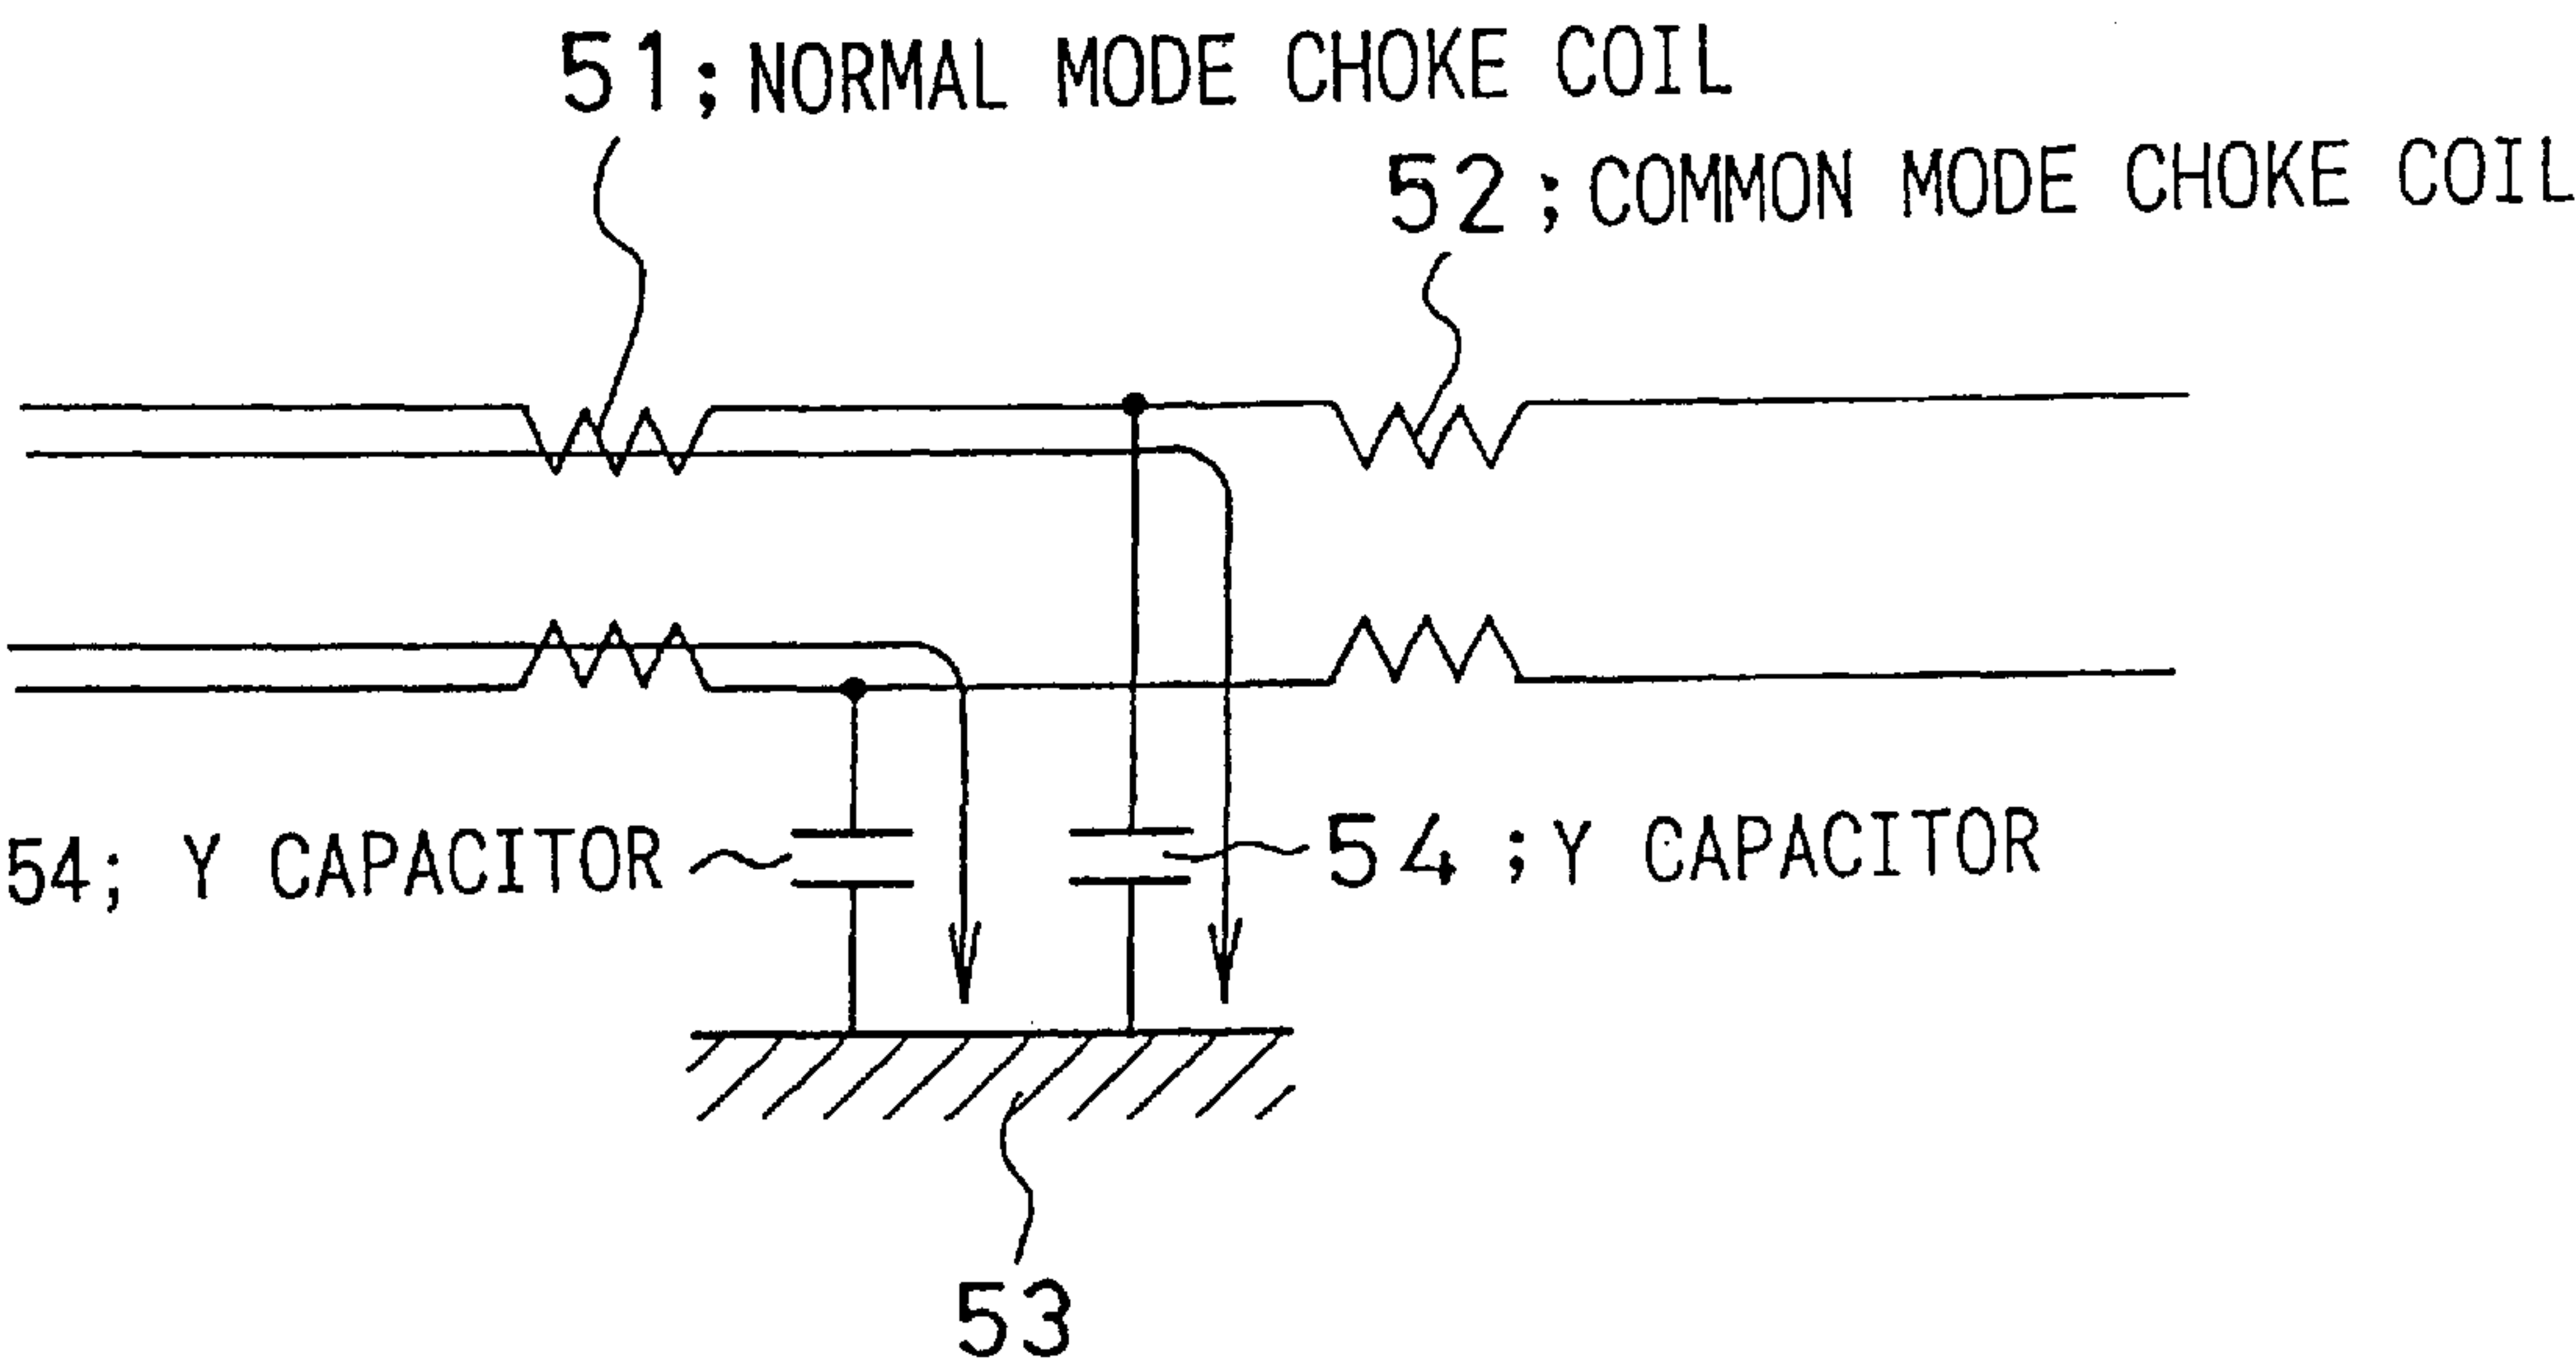 51; NORMAL MODE CHOKE COIL
52; COMMON MODE CHOKE COIL
54; Y CAPACITOR
54; Y CAPACITOR
53